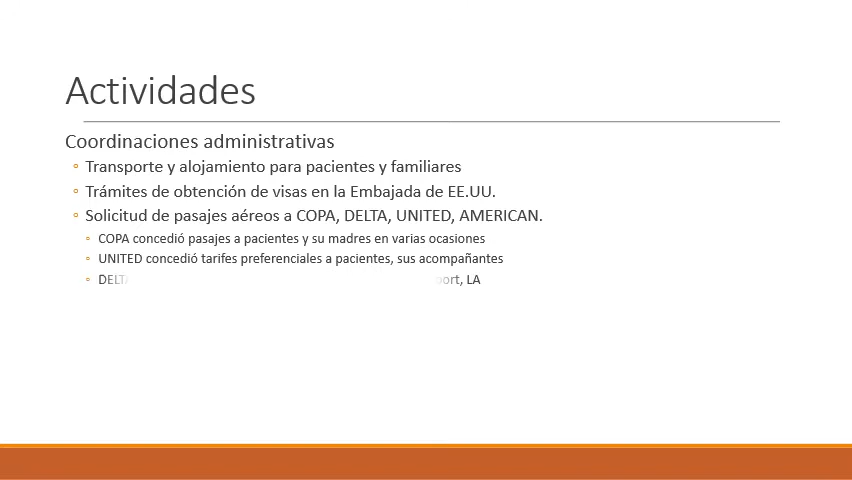 Actividades
Coordinaciones administrativas
◦ Transporte y alojamiento para pacientes y familiares
◦ Trámites de obtención de visas en la Embajada de EE.UU.
◦ Solicitud de pasajes aéreos a COPA, DELTA, UNITED, AMERICAN.
◦ COPA concedió pasajes a pacientes y su madres en varias ocasiones
◦ UNITED concedió tarifes preferenciales a pacientes, sus acompañantes
◦ DELTA LA